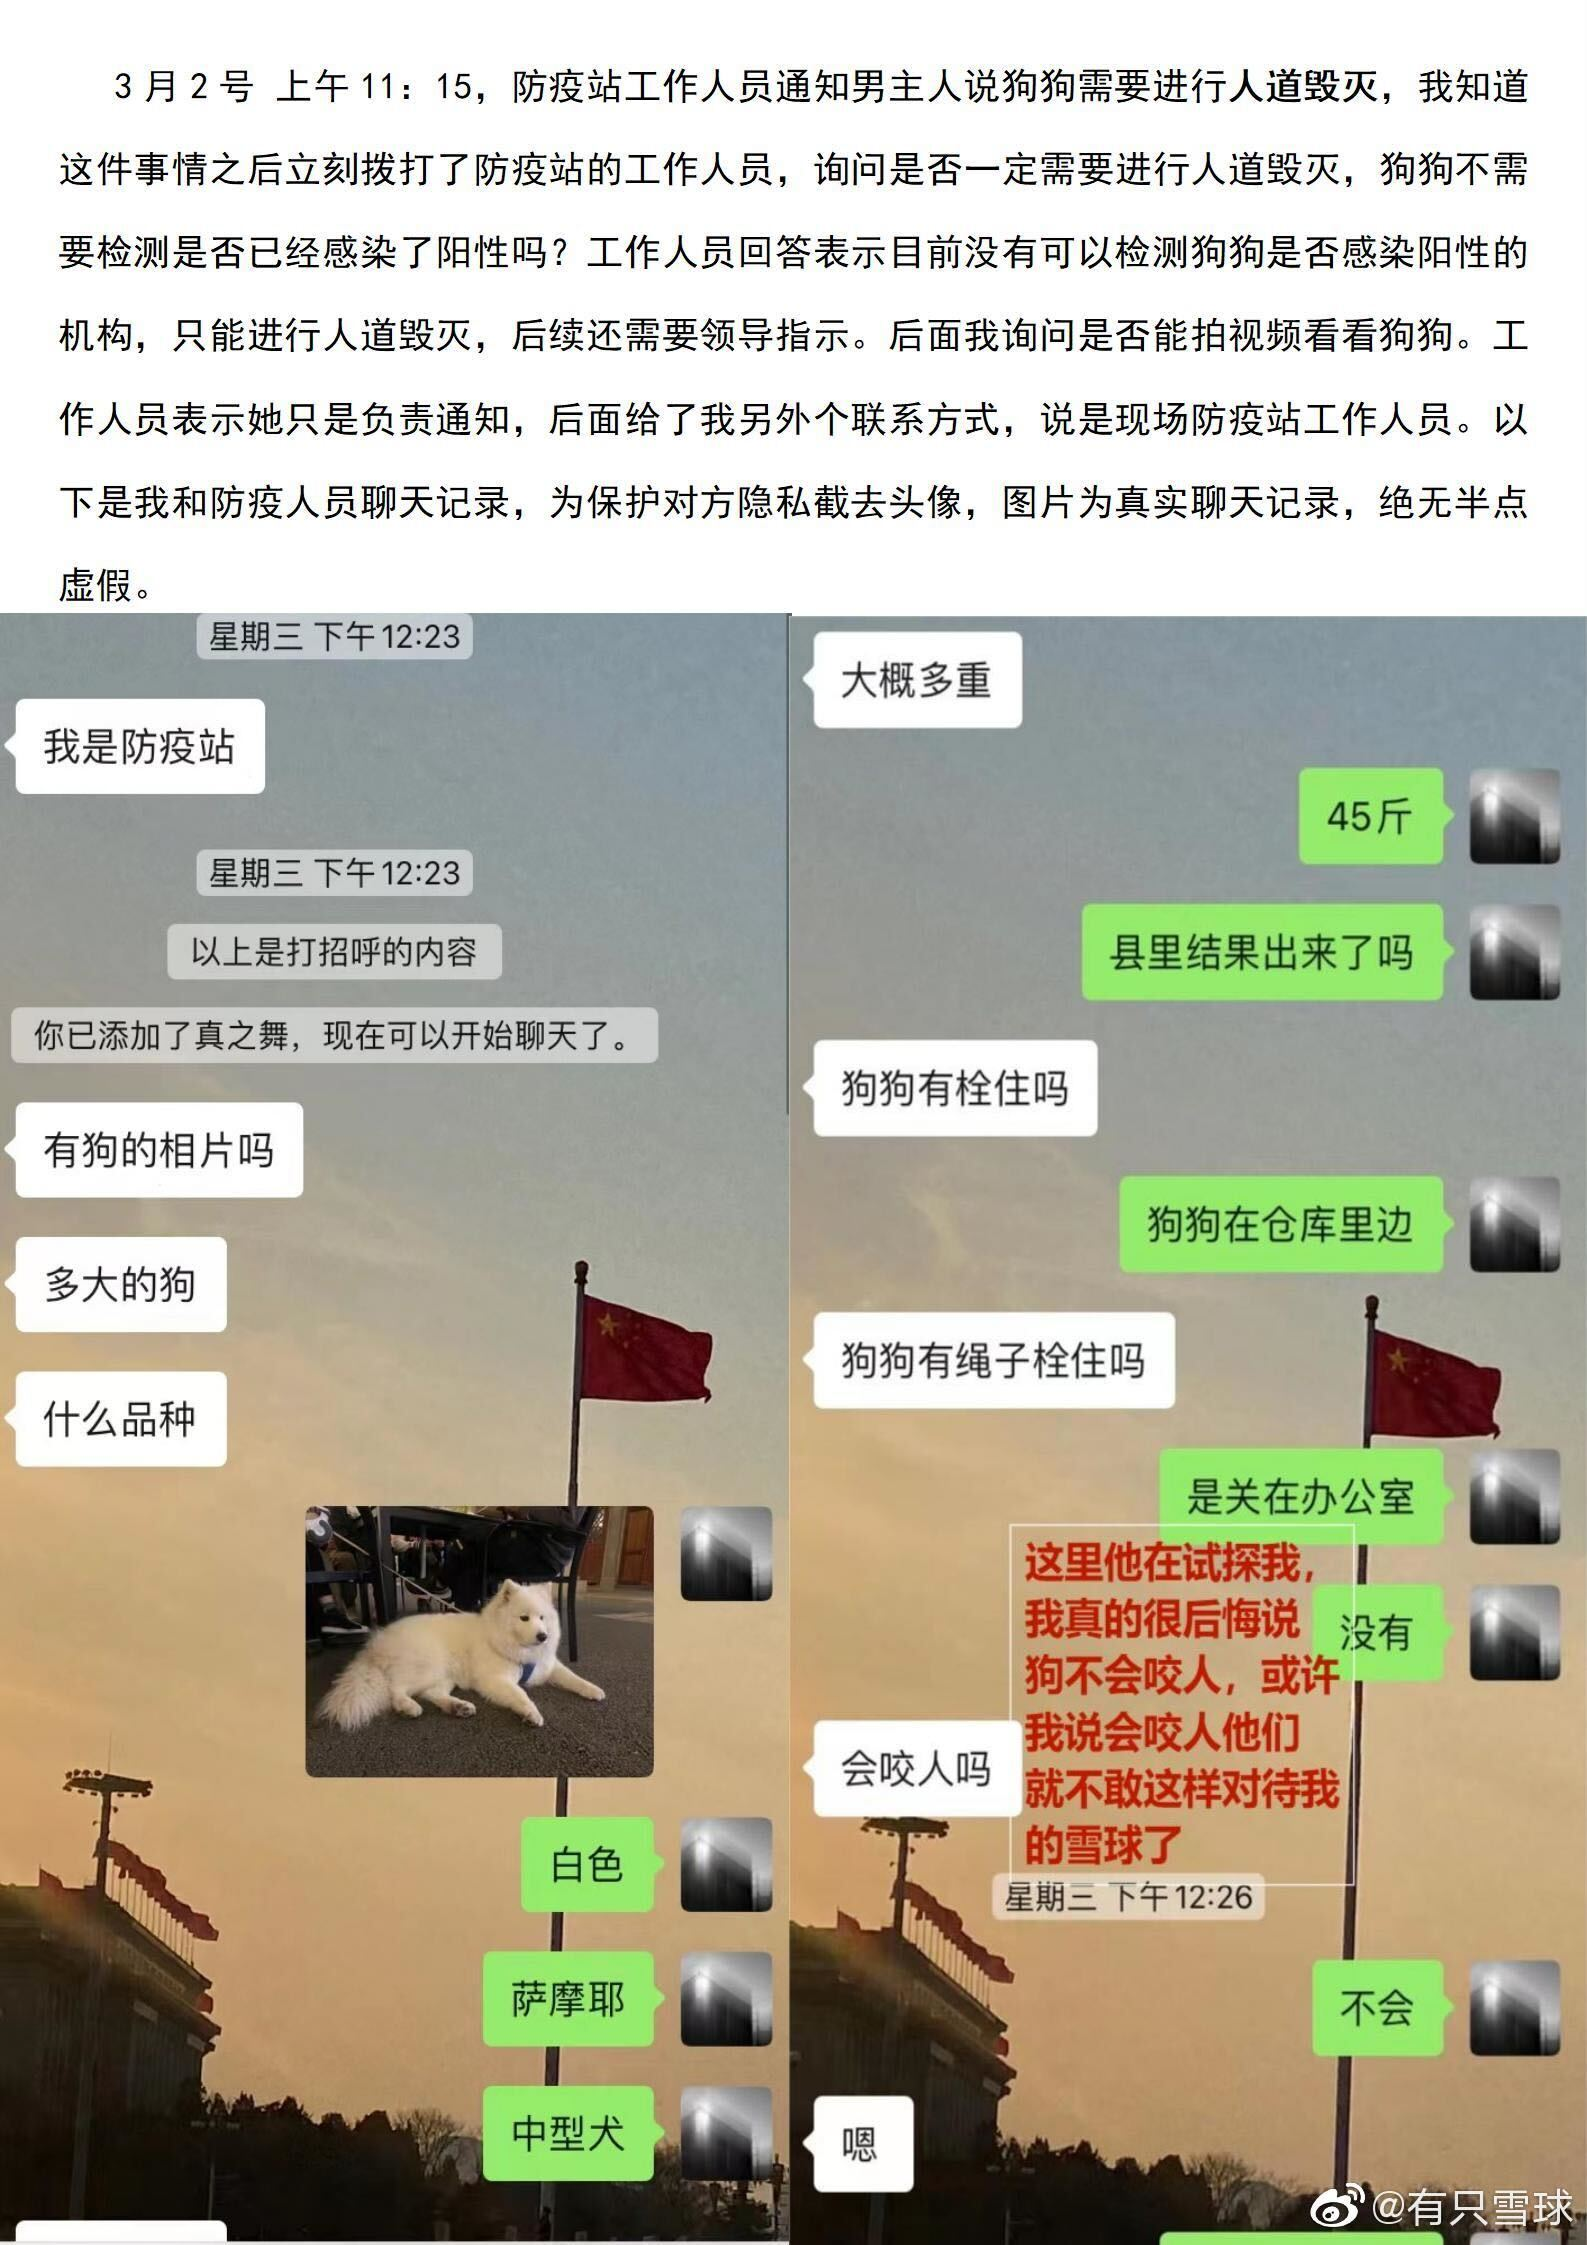 3月2号 上午11：15，防疫站工作人员通知男主人说狗狗需要进行人道毁灭，我知道
这件事情之后立刻拨打了防疫站的工作人员，询问是否一定需要进行人道毁灭，狗狗不需
要检测是否已经感染了阳性吗？工作人员回答表示目前没有可以检测狗狗是否感染阳性的
机构，只能进行人道毁灭，后续还需要领导指示。后面我询问是否能拍视频看看狗狗。工
作人员表示她只是负责通知，后面给了我另外个联系方式，说是现场防疫站工作人员。以
下是我和防疫人员聊天记录，为保护对方隐私截去头像，图片为真实聊天记录，绝无半点
虚假。
星期三 下午12:23
我是防疫站
星期三 下午12:23
以上是打招呼的内容
你已添加了真之舞，现在可以开始聊天了。
有狗的相片吗
多大的狗
什么品种
白色
萨摩耶
中型犬
大概多重
45斤
县里结果出来了吗
狗狗有栓住吗
狗狗在仓库里边
狗狗有绳子栓住吗
是关在办公室
没有
这里他在试探我，
我真的很后悔说
狗不会咬人，或许
我说会咬人他们
就不敢这样对待我
的雪球了
会咬人吗
星期三 下午12:26
不会
嗯
@有只雪球